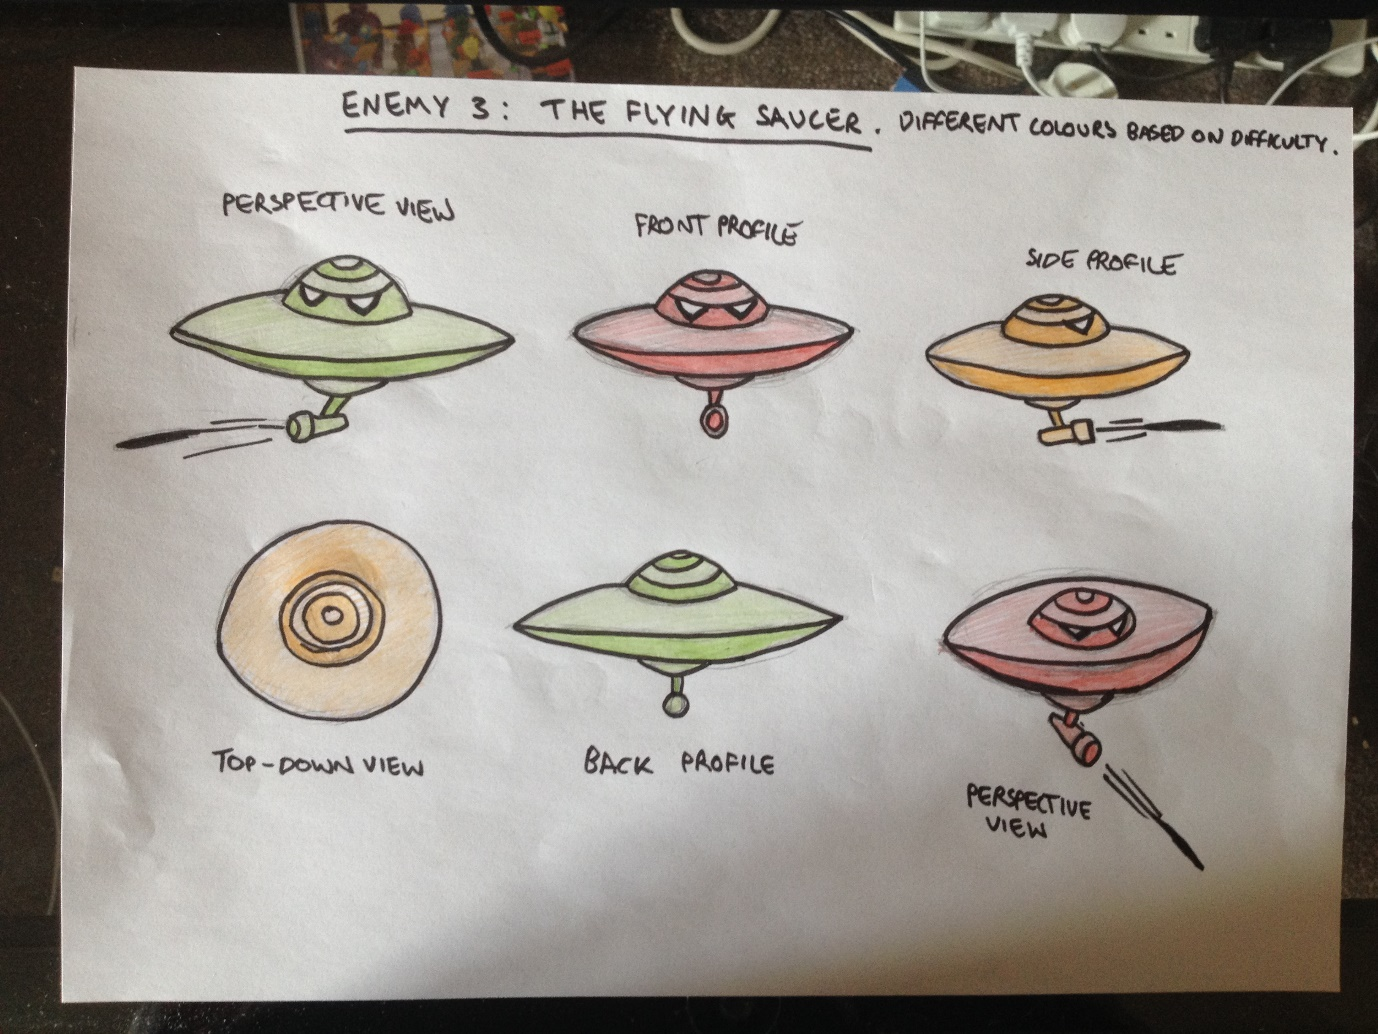 ENEMY 3: THE FLYING SAUCER. DIFFERENT COLOURS BASED ON DIFFICULTY.
PERSPECTIVE VIEW
FRONT PROFILE
SIDE PROFILE
TOP-DOWN VIEW
BACK PROFILE
PERSPECTIVE
VIEW